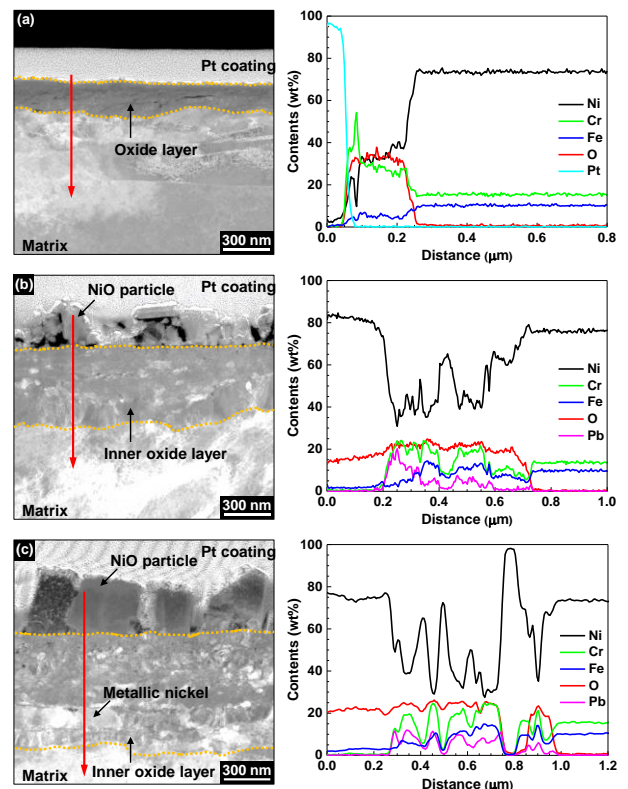 (a)
Pt coating
Oxide layer
Matrix
300 nm
Contents (wt%)
100
80
60
40
20
0
Ni
Cr
Fe
O
Pt
0.0 0.2 0.4 0.6 0.8
Distance (μm)
(b)
NiO particle
Pt coating
Inner oxide layer
Matrix
300 nm
Contents (wt%)
100
80
60
40
20
0
Ni
Cr
Fe
O
Pb
0.0 0.2 0.4 0.6 0.8 1.0
Distance (μm)
(c)
NiO particle
Pt coating
Metallic nickel
Inner oxide layer
Matrix
300 nm
Contents (wt%)
100
80
60
40
20
0
Ni
Cr
Fe
O
Pb
0.0 0.2 0.4 0.6 0.8 1.0 1.2
Distance (μm)